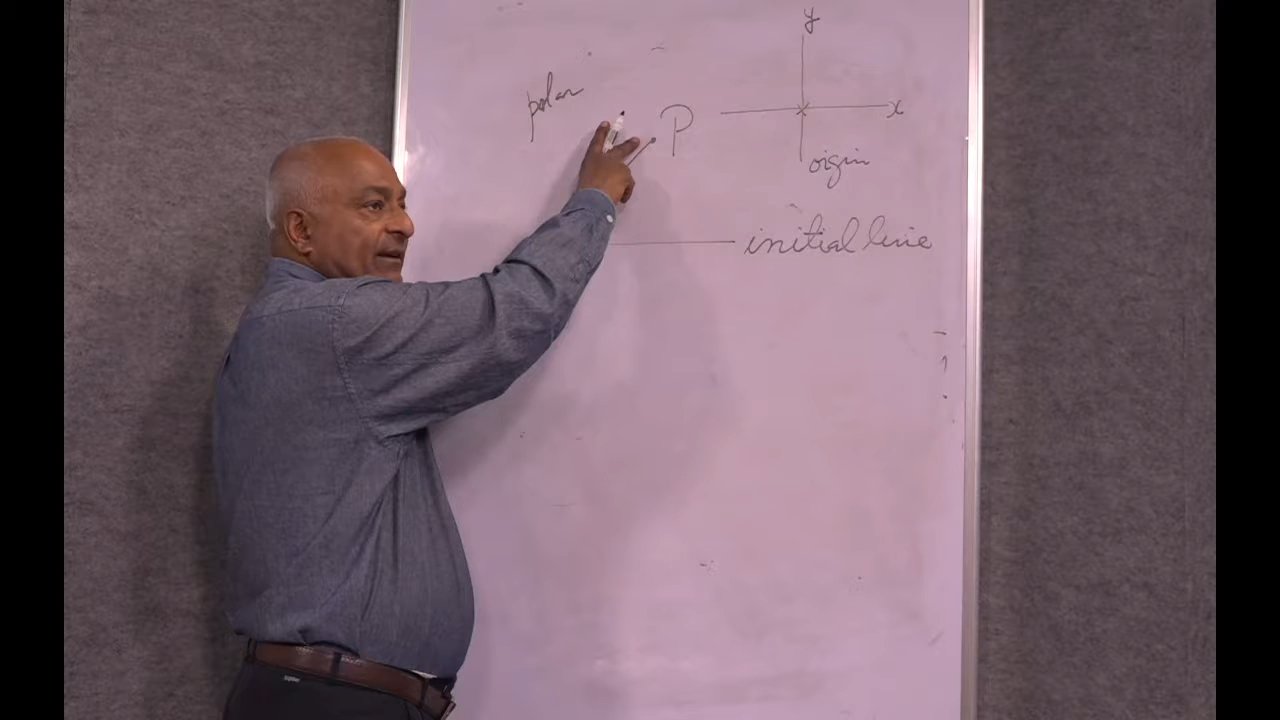 y
polar
P
x
origin
initial line